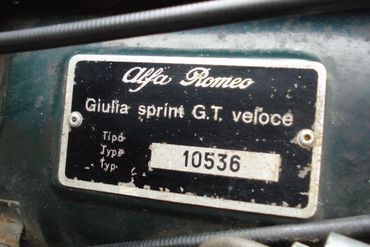 Alfa Romeo
Giulia sprint G.T. veloce
Tipo
Type
Typ.
10536